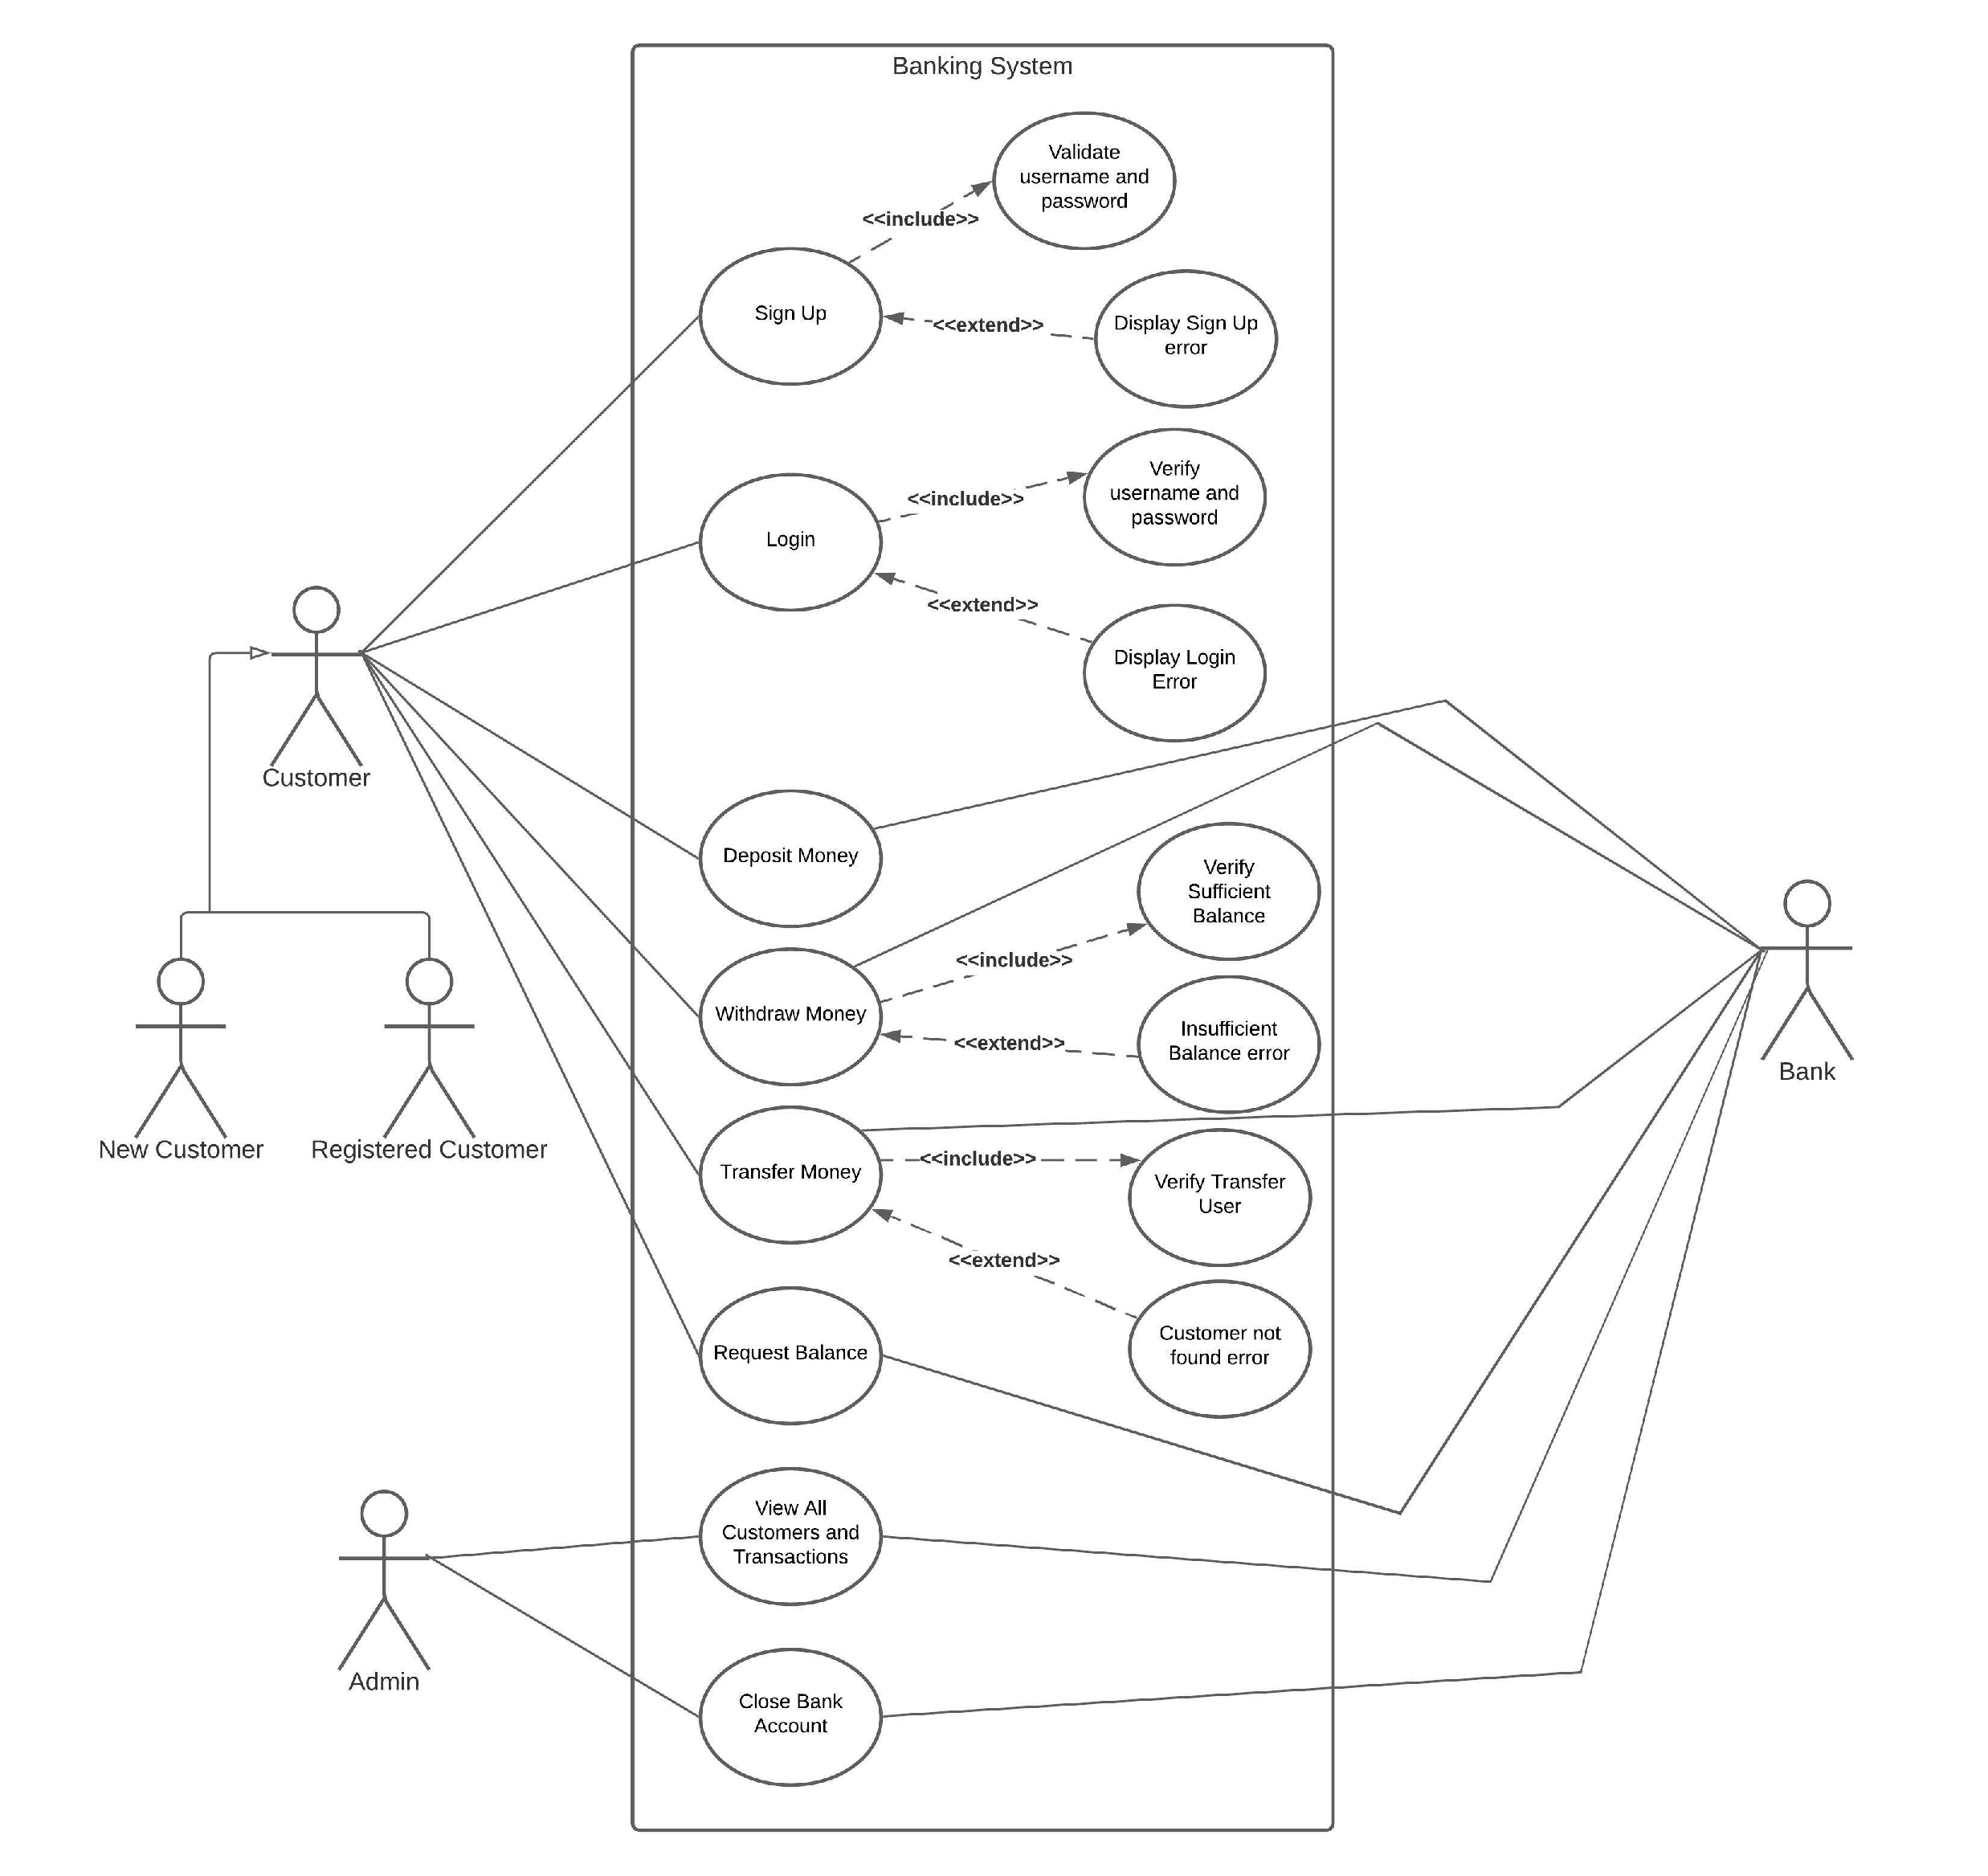 Banking System
Validate
username and
password
<<include>>
Sign Up
<<extend>>
Display Sign Up
error
Verify
username and
password
<<include>>
Login
<<extend>>
Display Login
Error
Customer
Deposit Money
Verify
Sufficient
Balance
<<include>>
Withdraw Money
<<extend>>
Insufficient
Balance error
Bank
New Customer
Registered Customer
Transfer Money
<<include>>
Verify Transfer
User
<<extend>>
Customer not
found error
Request Balance
View All
Customers and
Transactions
Admin
Close Bank
Account